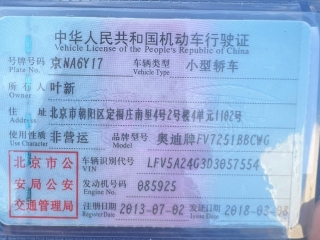 中华人民共和国机动车行驶证
Vehicle License of the People's Republic of China
号牌号码 京NA6Y17 车辆类型 小型轿车
Plate No. Vehicle Type
所有人 叶新
Owner
住址 北京市朝阳区定福庄南里4号2号楼4单元1102号
Address
使用性质 非营运 品牌型号 奥迪牌FV7251BBCWG
Use Character Model
北京市公 车辆识别代号 LFV5A24G3D3057554
VIN
安局公安 发动机号码 085925
Engine No.
交通管理局 注册日期 2013-07-02 发证日期
Register Date Issue Date